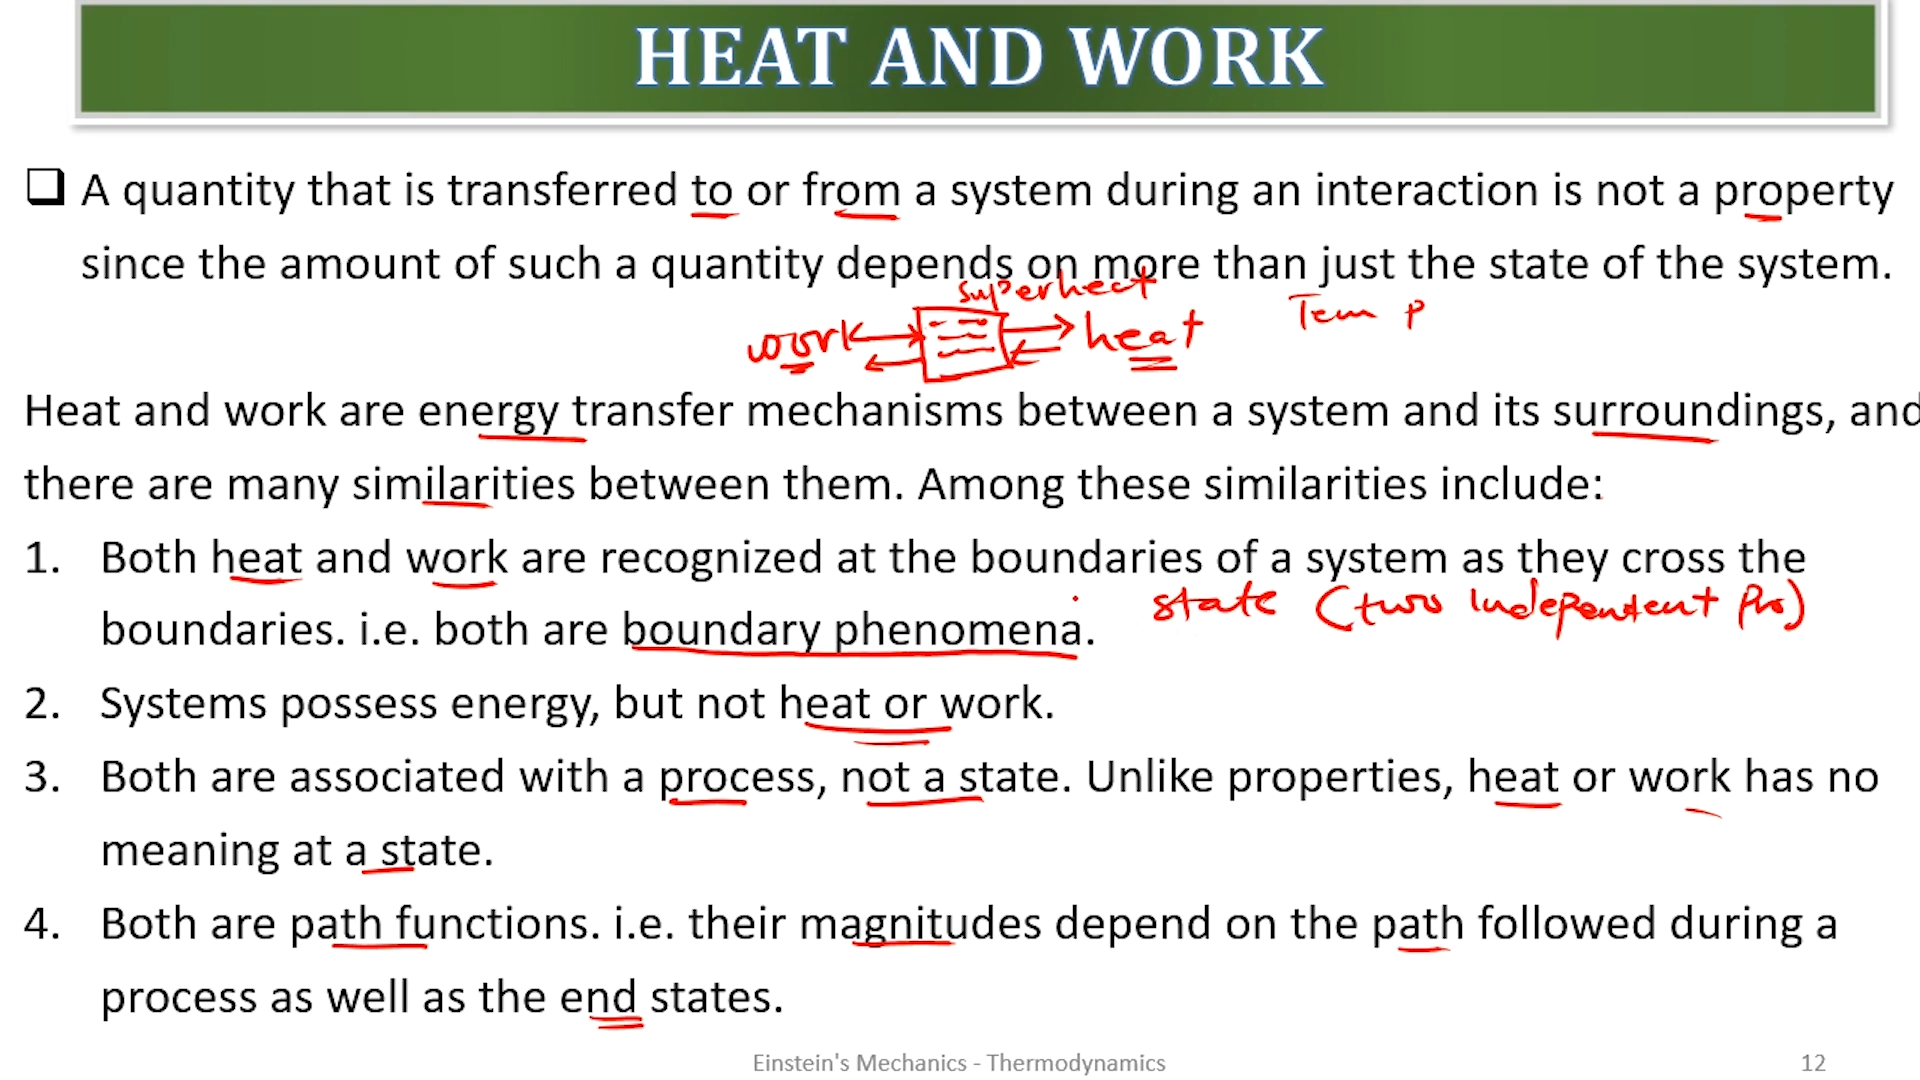 HEAT AND WORK
A quantity that is transferred to or from a system during an interaction is not a property
since the amount of such a quantity depends on more than just the state of the system.
superheat
Tem P
work heat
Heat and work are energy transfer mechanisms between a system and its surroundings, and
there are many similarities between them. Among these similarities include:
1. Both heat and work are recognized at the boundaries of a system as they cross the
state (two independent Pro)
boundaries. i.e. both are boundary phenomena.
2. Systems possess energy, but not heat or work.
3. Both are associated with a process, not a state. Unlike properties, heat or work has no
meaning at a state.
4. Both are path functions. i.e. their magnitudes depend on the path followed during a
process as well as the end states.
Einstein's Mechanics - Thermodynamics
12